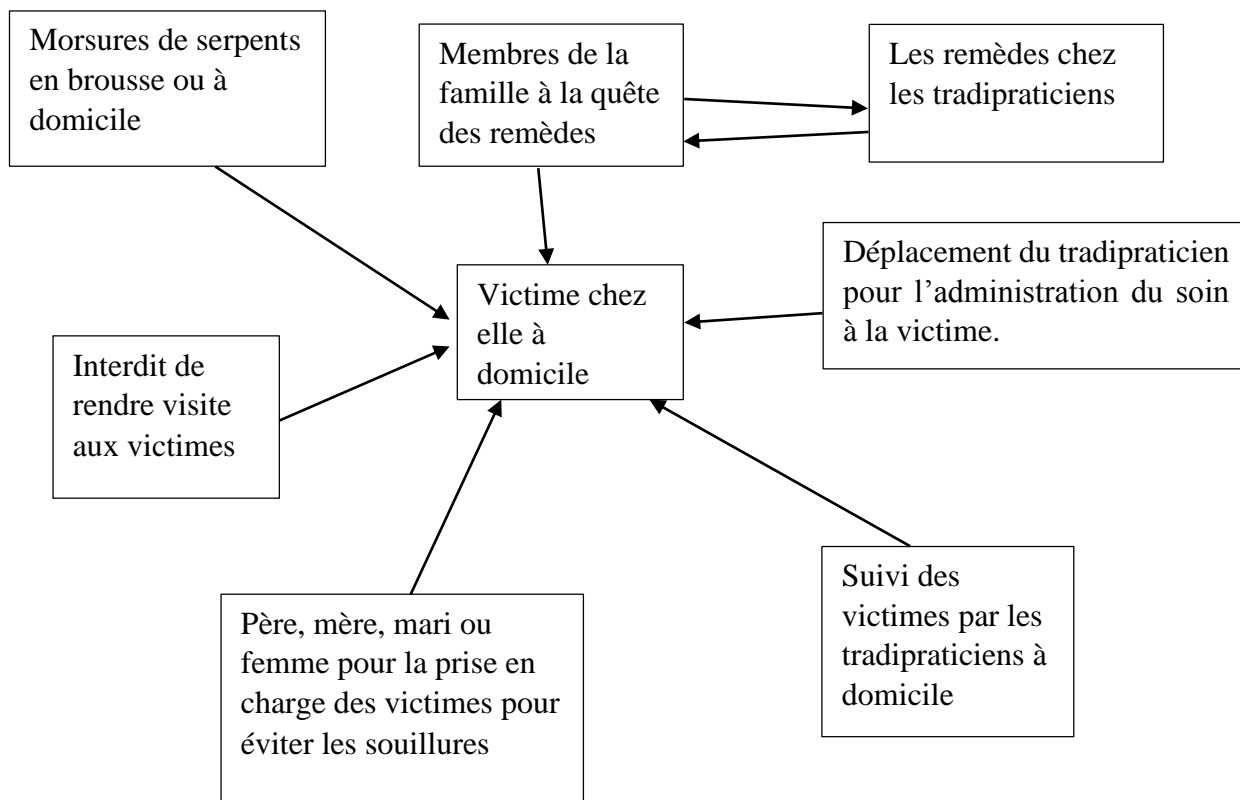 Morsures de serpents
en brousse ou à
domicile
Membres de la
famille à la quête
des remèdes
Les remèdes chez
les tradipraticiens
Déplacement du tradipraticien
pour l’administration du soin
à la victime.
Victime chez
elle à
domicile
Interdit de
rendre visite
aux victimes
Suivi des
victimes par les
tradipraticiens à
domicile
Père, mère, mari ou
femme pour la prise en
charge des victimes pour
éviter les souillures